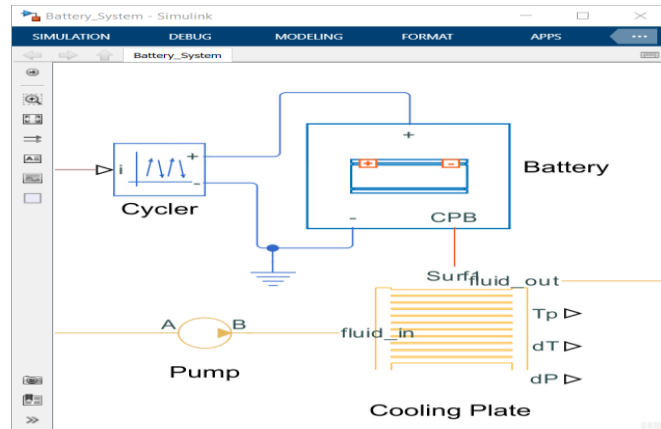 Battery_System - Simulink
SIMULATION DEBUG MODELING FORMAT APPS
Battery_System
+
Battery
i + -
Cycler
- CPB
Surf1
fluid_out
Tp
A B fluid_in
dT
Pump
dP
Cooling Plate